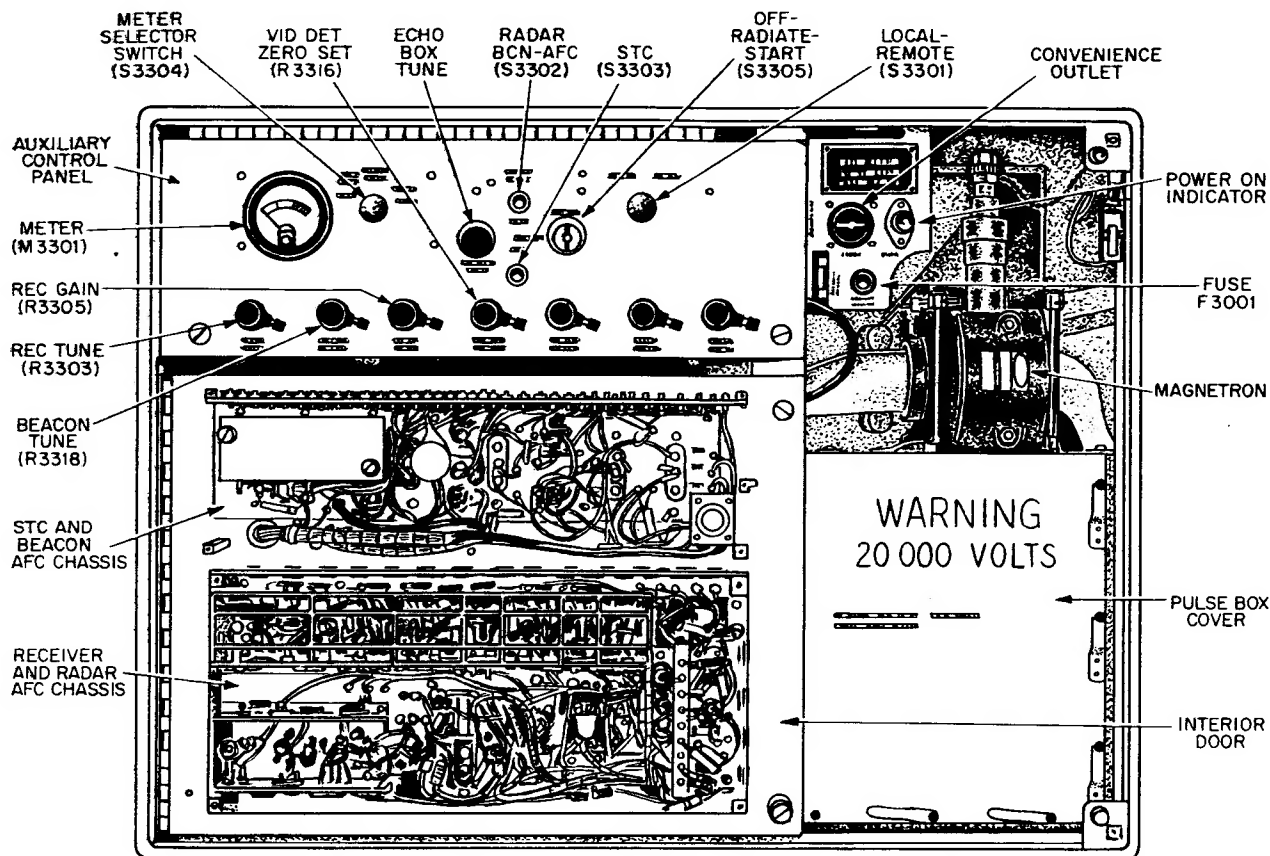 METER
SELECTOR
SWITCH
(S3304)
VID DET
ZERO SET
(R3316)
ECHO
BOX
TUNE
RADAR
BCN-AFC
(S3302)
STC
(S3303)
OFF-
RADIATE-
START
(S3305)
LOCAL-
REMOTE
(S3301)
CONVENIENCE
OUTLET
AUXILIARY
CONTROL
PANEL
METER
(M3301)
REC GAIN
(R3305)
REC TUNE
(R3303)
BEACON
TUNE
(R3318)
STC AND
BEACON
AFC CHASSIS
RECEIVER
AND RADAR
AFC CHASSIS
POWER ON
INDICATOR
FUSE
F3001
MAGNETRON
WARNING
20 000 VOLTS
PULSE BOX
COVER
INTERIOR
DOOR